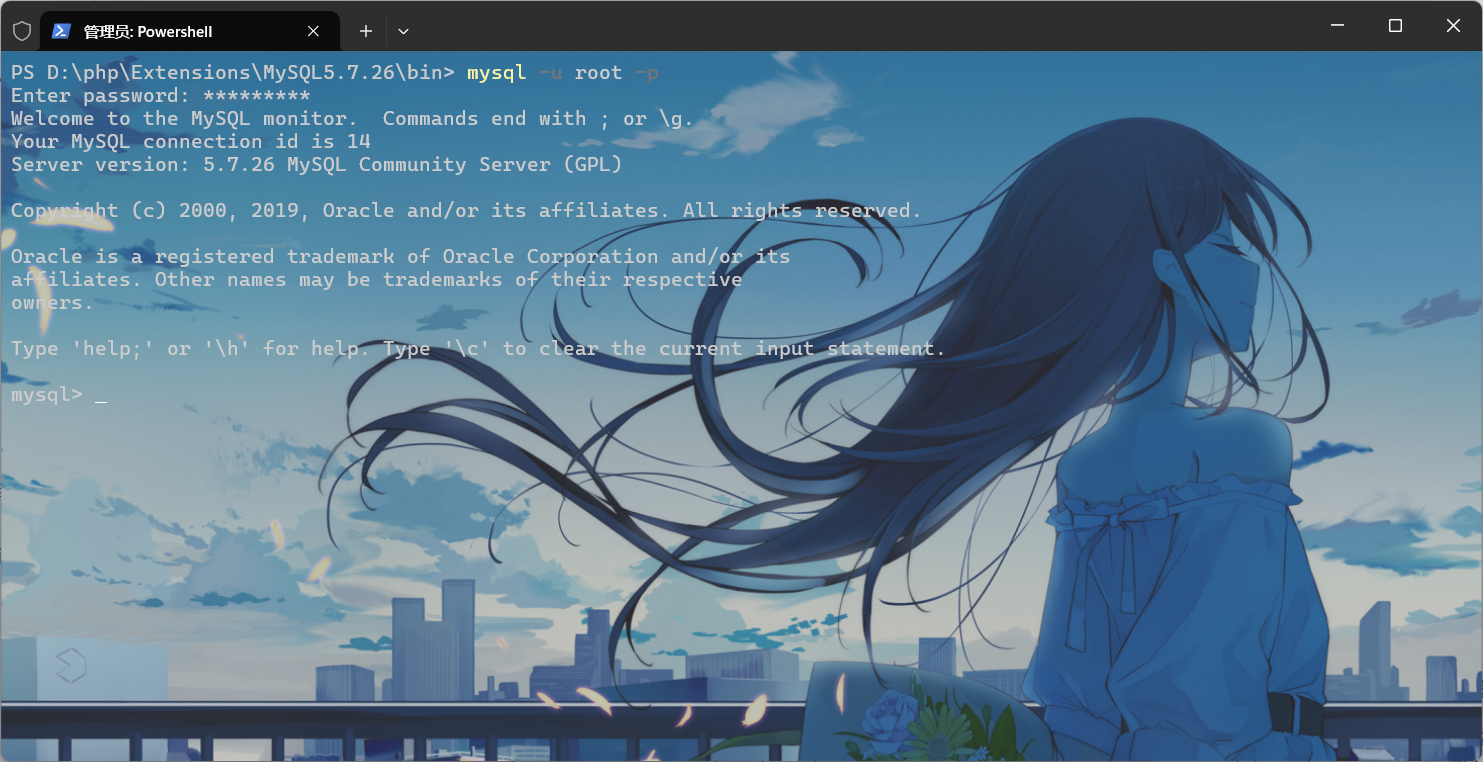 管理员: Powershell
PS D:\php\Extensions\MySQL5.7.26\bin> mysql -u root -p
Enter password: *********
Welcome to the MySQL monitor.  Commands end with ; or \g.
Your MySQL connection id is 14
Server version: 5.7.26 MySQL Community Server (GPL)
Copyright (c) 2000, 2019, Oracle and/or its affiliates. All rights reserved.
Oracle is a registered trademark of Oracle Corporation and/or its
affiliates. Other names may be trademarks of their respective
owners.
Type 'help;' or '\h' for help. Type '\c' to clear the current input statement.
mysql> _